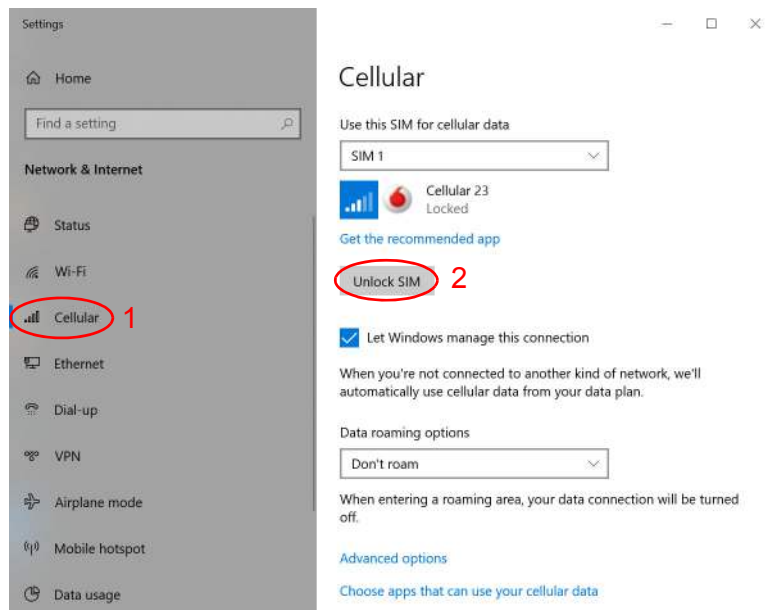 Settings
Home
Find a setting
Network & Internet
Status
Wi-Fi
Cellular 1
Ethernet
Dial-up
VPN
Airplane mode
Mobile hotspot
Data usage
Cellular
Use this SIM for cellular data
SIM 1
Cellular 23
Locked
Get the recommended app
Unlock SIM 2
Let Windows manage this connection
When you're not connected to another kind of network, we'll
automatically use cellular data from your data plan.
Data roaming options
Don't roam
When entering a roaming area, your data connection will be turned
off.
Advanced options
Choose apps that can use your cellular data